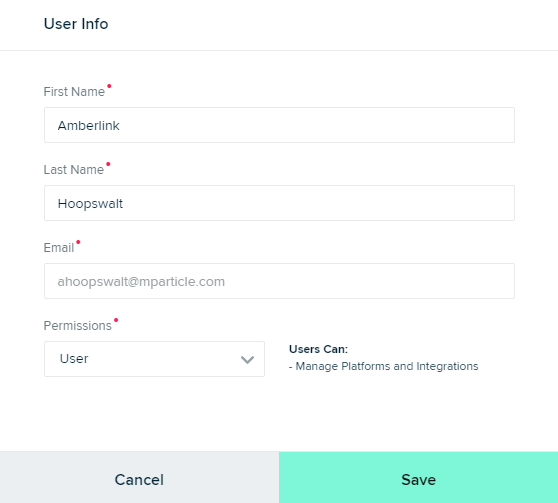 User Info
First Name
Amberlink
Last Name
Hoopswalt
Email
ahoopswalt@mparticle.com
Permissions
User
Users Can:
- Manage Platforms and Integrations
Cancel
Save